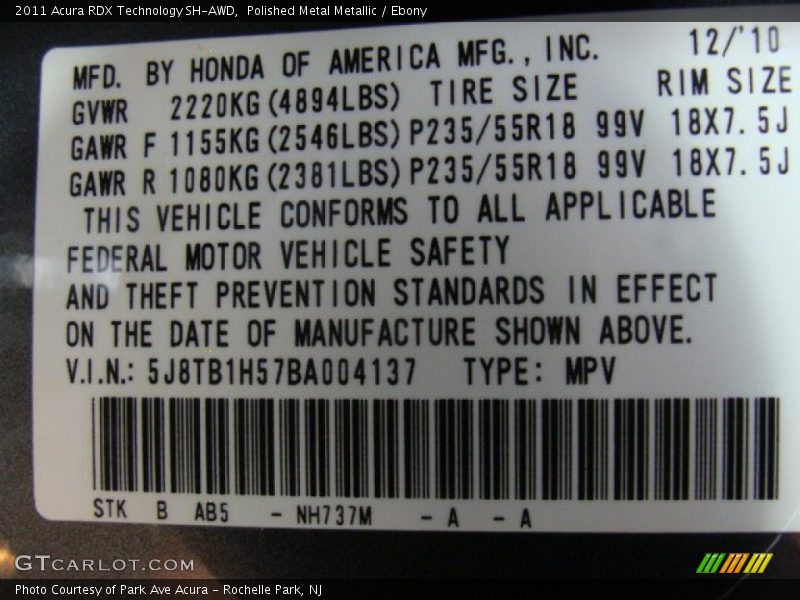 2011 Acura RDX Technology SH-AWD,  Polished Metal Metallic / Ebony
MFD. BY HONDA OF AMERICA MFG., INC. 12/'10
GVWR 2220KG(4894LBS) TIRE SIZE RIM SIZE
GAWR F 1155KG(2546LBS) P235/55R18 99V 18X7.5J
GAWR R 1080KG(2381LBS) P235/55R18 99V 18X7.5J
THIS VEHICLE CONFORMS TO ALL APPLICABLE
FEDERAL MOTOR VEHICLE SAFETY
AND THEFT PREVENTION STANDARDS IN EFFECT
ON THE DATE OF MANUFACTURE SHOWN ABOVE.
V.I.N.: 5J8TB1H57BA004137 TYPE: MPV
STK B AB5 - NH737M - A - A
GTCARLOT.COM
Photo Courtesy of Park Ave Acura - Rochelle Park, NJ